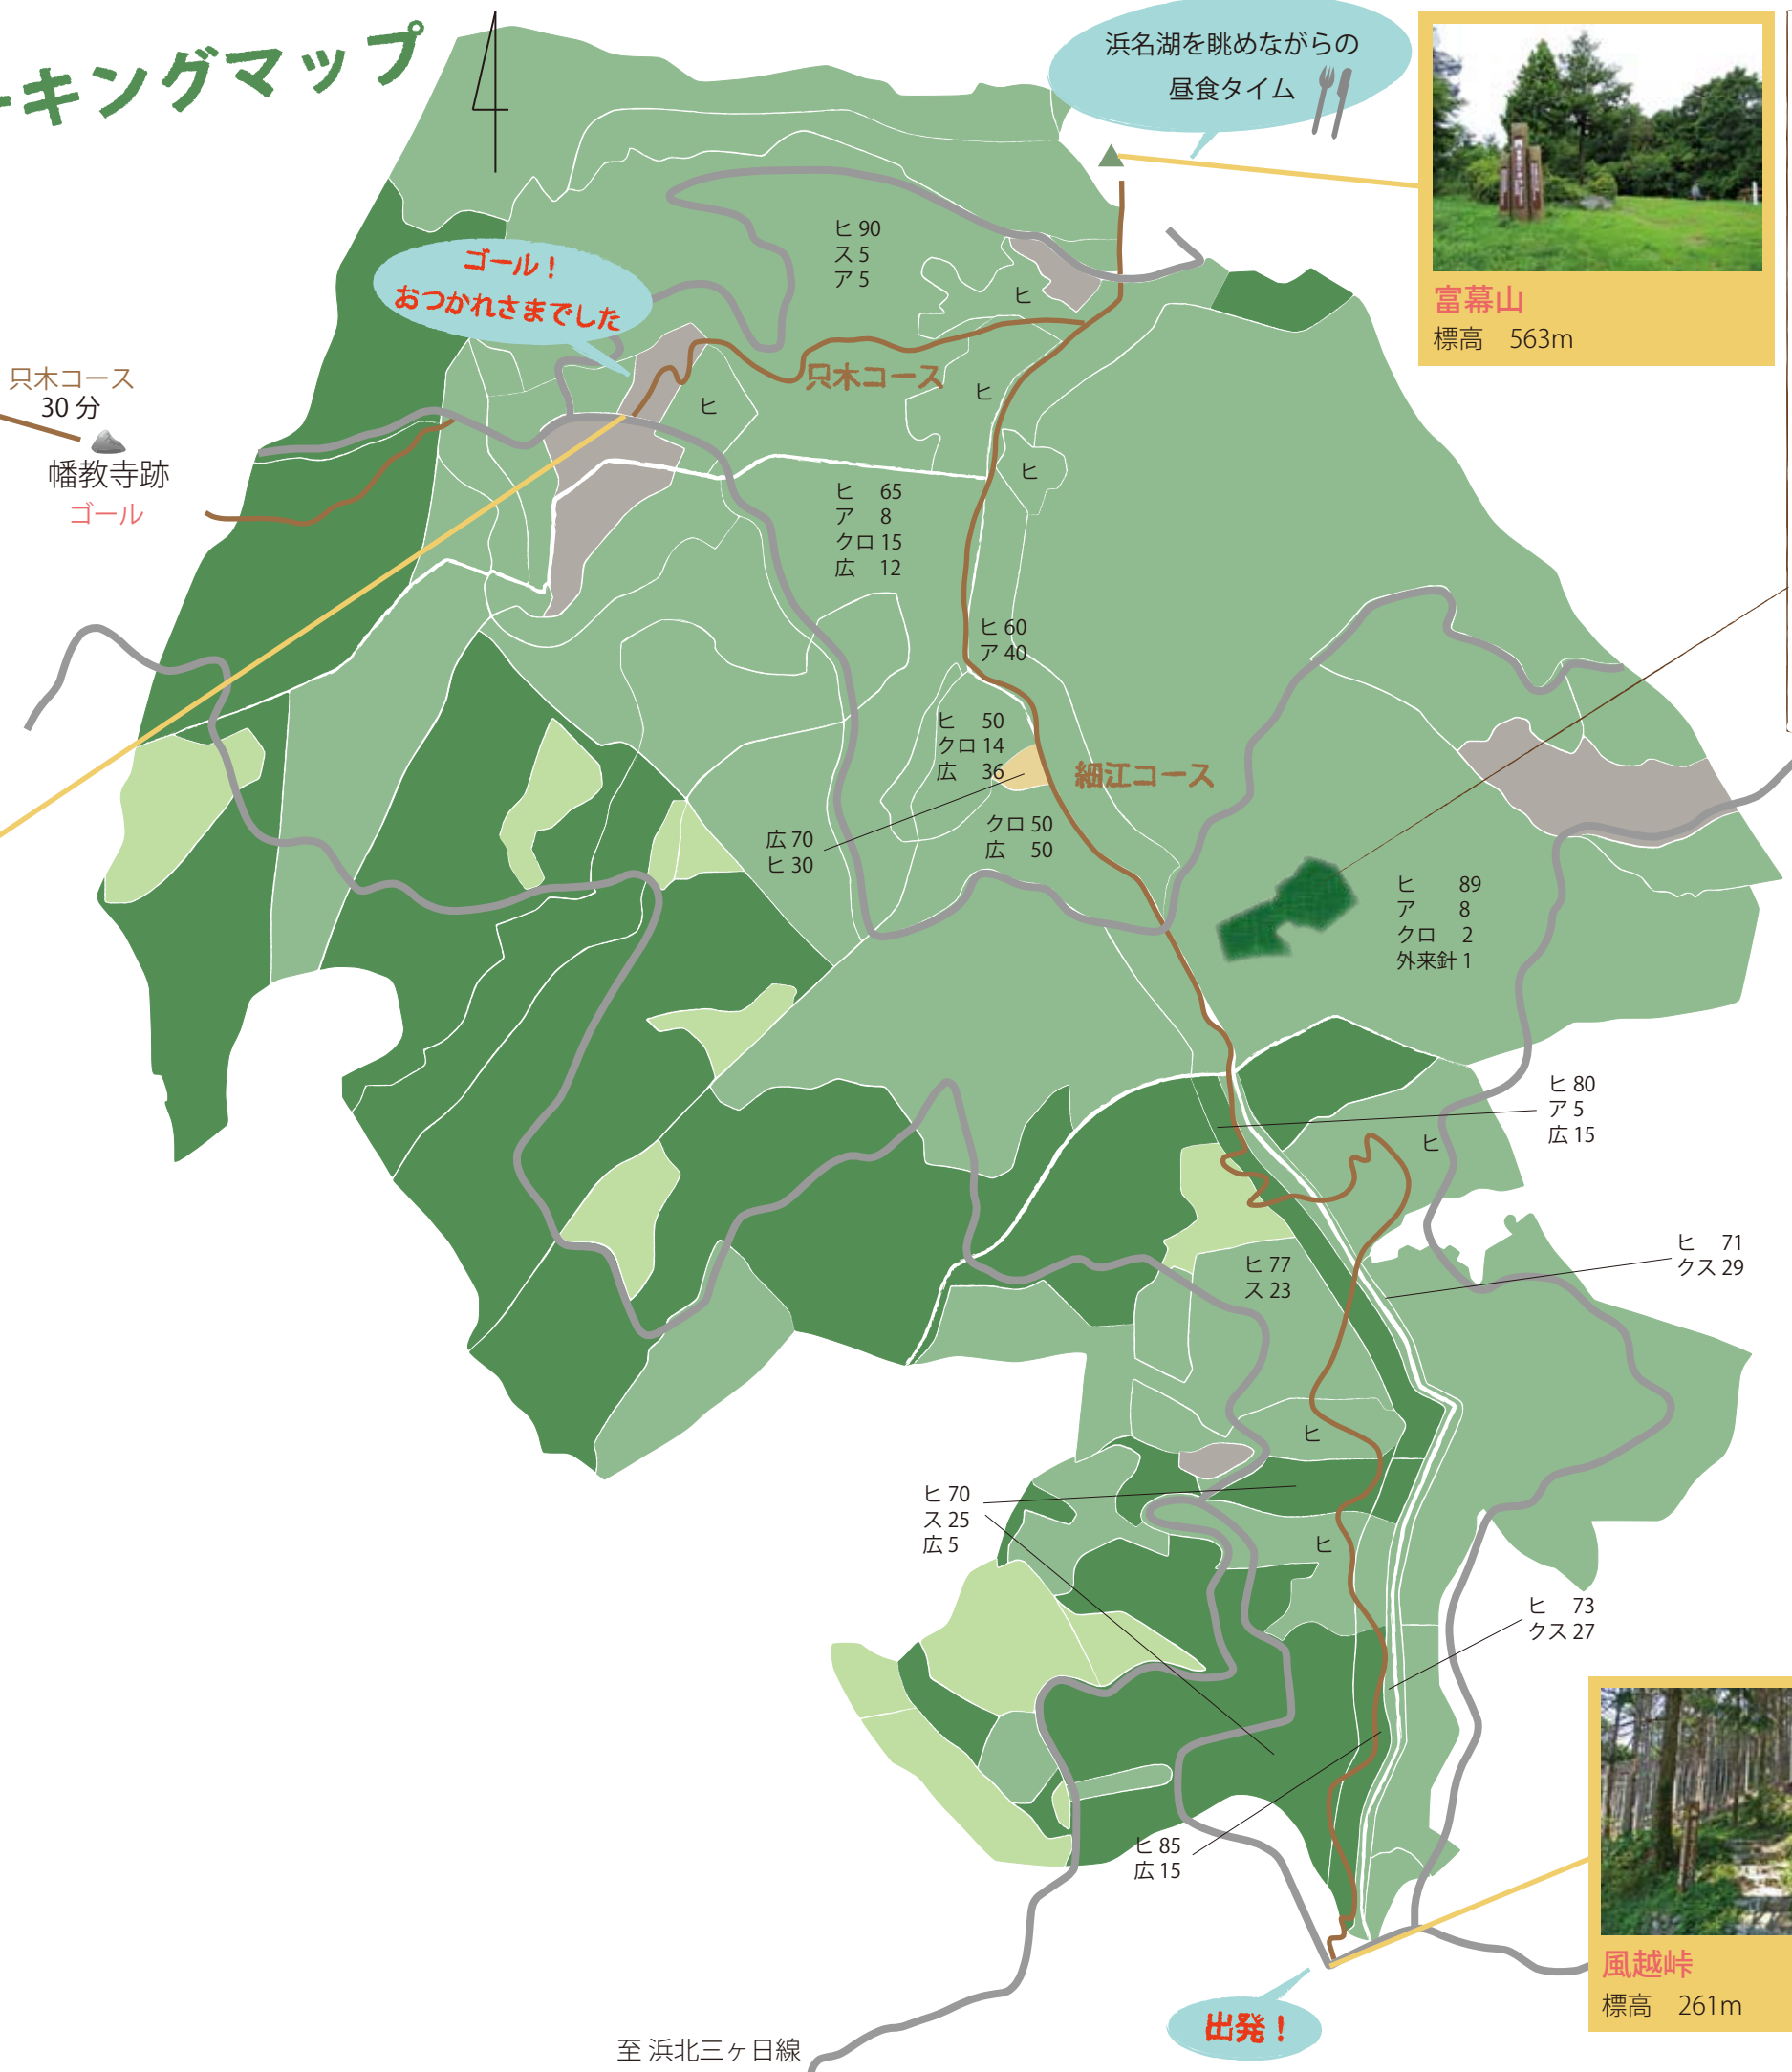 ーキングマップ
浜名湖を眺めながらの
昼食タイム
富幕山
標高 563m
ヒ 90
ス 5
ア 5
ヒ
ゴール！
おつかれさまでした
只木コース
30 分
幡教寺跡
ゴール
只木コース
ヒ
ヒ
ヒ
ヒ 65
ア 8
クロ 15
広 12
ヒ 60
ア 40
ヒ 50
クロ 14
広 36
細江コース
広 70
ヒ 30
クロ 50
広 50
ヒ 89
ア 8
クロ 2
外来針 1
ヒ 80
ア 5
広 15
ヒ
ヒ 71
クス 29
ヒ 77
ス 23
ヒ
ヒ 70
ス 25
広 5
ヒ
ヒ 73
クス 27
ヒ 85
広 15
風越峠
標高 261m
出発！
至 浜北三ヶ日線